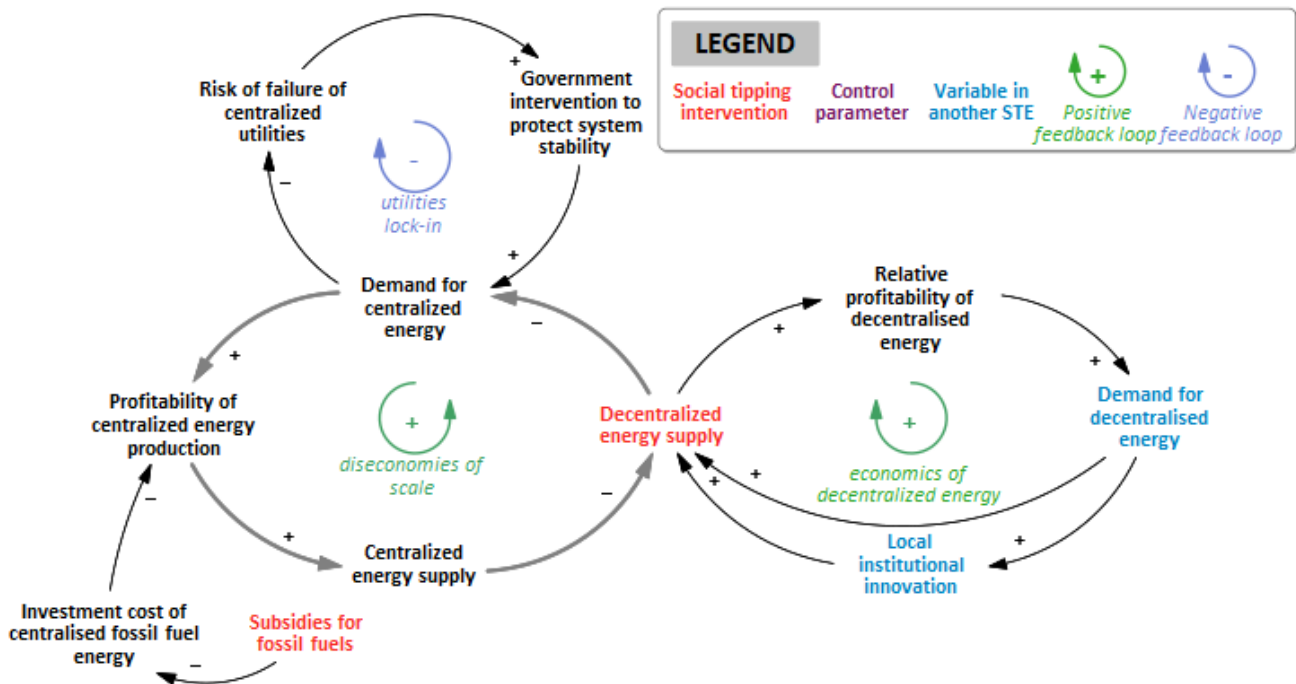 LEGEND
Social tipping
intervention
Control
parameter
Variable in
another STE
+
Positive
feedback loop
-
Negative
feedback loop
Risk of failure of
centralized
utilities
+
Government
intervention to
protect system
stability
-
utilities
lock-in
–
+
Demand for
centralized
energy
–
+
Relative
profitability of
decentralised
energy
+
+
Profitability of
centralized energy
production
+
diseconomies of
scale
Decentralized
energy supply
+
economics of
decentralized energy
Demand for
decentralised
energy
–
+
–
+
+
+
Centralized
energy supply
Local
institutional
innovation
Investment cost of
centralised fossil fuel
energy
Subsidies for
fossil fuels
–